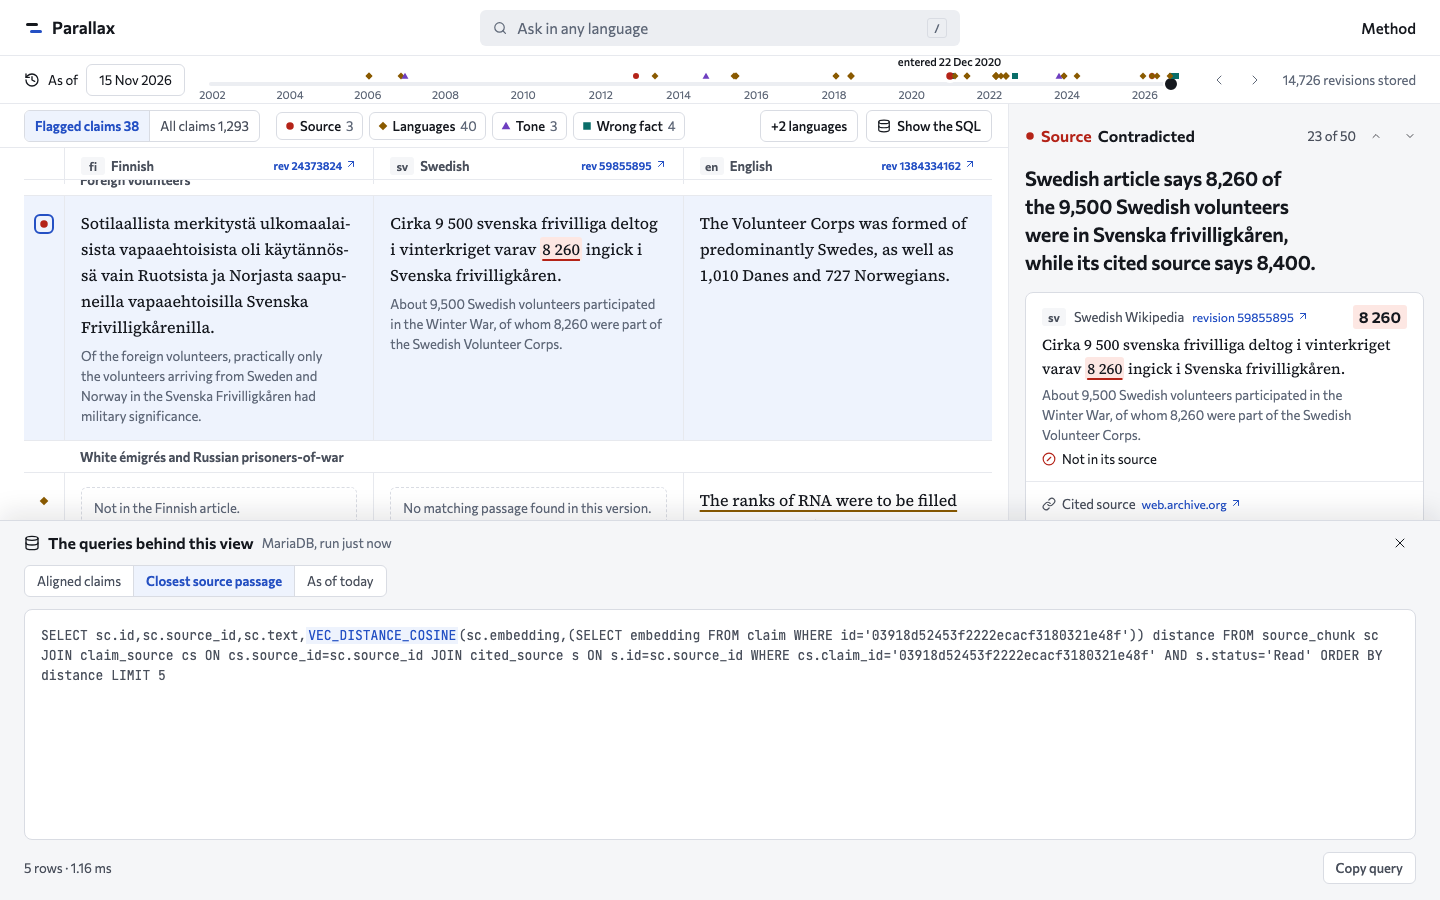 Parallax
Ask in any language
/
Method
As of
15 Nov 2026
entered 22 Dec 2020
2002 2004 2006 2008 2010 2012 2014 2016 2018 2020 2022 2024 2026
14,726 revisions stored
Flagged claims 38
All claims 1,293
Source 3
Languages 40
Tone 3
Wrong fact 4
+2 languages
Show the SQL
fi Finnish
rev 24373824
sv Swedish
rev 59855895
en English
rev 1384334162
Foreign volunteers
Sotilaallista merkitystä ulkomaalai-
sista vapaaehtoisista oli käytännös-
sä vain Ruotsista ja Norjasta saapu-
neilla vapaaehtoisilla Svenska
Frivilligkårenilla.
Of the foreign volunteers, practically only
the volunteers arriving from Sweden and
Norway in the Svenska Frivilligkåren had
military significance.
Cirka 9 500 svenska frivilliga deltog
i vinterkriget varav 8 260 ingick i
Svenska frivilligkåren.
About 9,500 Swedish volunteers participated
in the Winter War, of whom 8,260 were part of
the Swedish Volunteer Corps.
The Volunteer Corps was formed of
predominantly Swedes, as well as
1,010 Danes and 727 Norwegians.
White émigrés and Russian prisoners-of-war
Not in the Finnish article.
No matching passage found in this version.
The ranks of RNA were to be filled
Source Contradicted
23 of 50
Swedish article says 8,260 of
the 9,500 Swedish volunteers
were in Svenska frivilligkåren,
while its cited source says 8,400.
sv Swedish Wikipedia revision 59855895
8 260
Cirka 9 500 svenska frivilliga deltog i vinterkriget
varav 8 260 ingick i Svenska frivilligkåren.
About 9,500 Swedish volunteers participated in the
Winter War, of whom 8,260 were part of the Swedish
Volunteer Corps.
Not in its source
Cited source web.archive.org
The queries behind this view MariaDB, run just now
Aligned claims
Closest source passage
As of today
SELECT sc.id,sc.source_id,sc.text,VEC_DISTANCE_COSINE(sc.embedding,(SELECT embedding FROM claim WHERE id='03918d52453f2222ecacf3180321e48f')) distance FROM source_chunk sc
JOIN claim_source cs ON cs.source_id=sc.source_id JOIN cited_source s ON s.id=sc.source_id WHERE cs.claim_id='03918d52453f2222ecacf3180321e48f' AND s.status='Read' ORDER BY
distance LIMIT 5
5 rows · 1.16 ms
Copy query